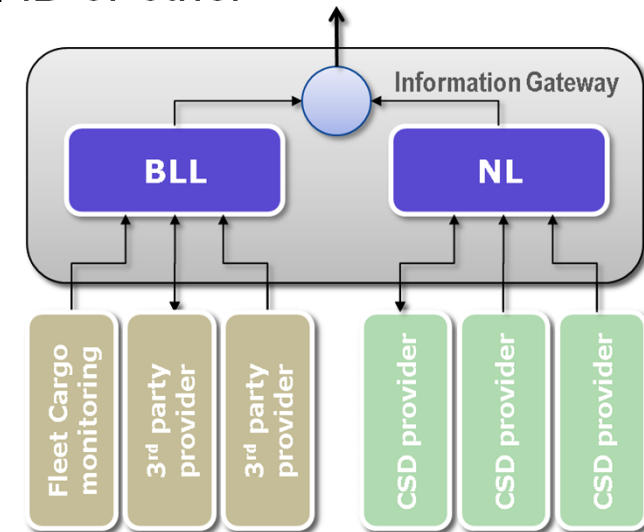 Information Gateway
BLL
NL
Fleet Cargo
monitoring
3rd party
provider
3rd party
provider
CSD provider
CSD provider
CSD provider